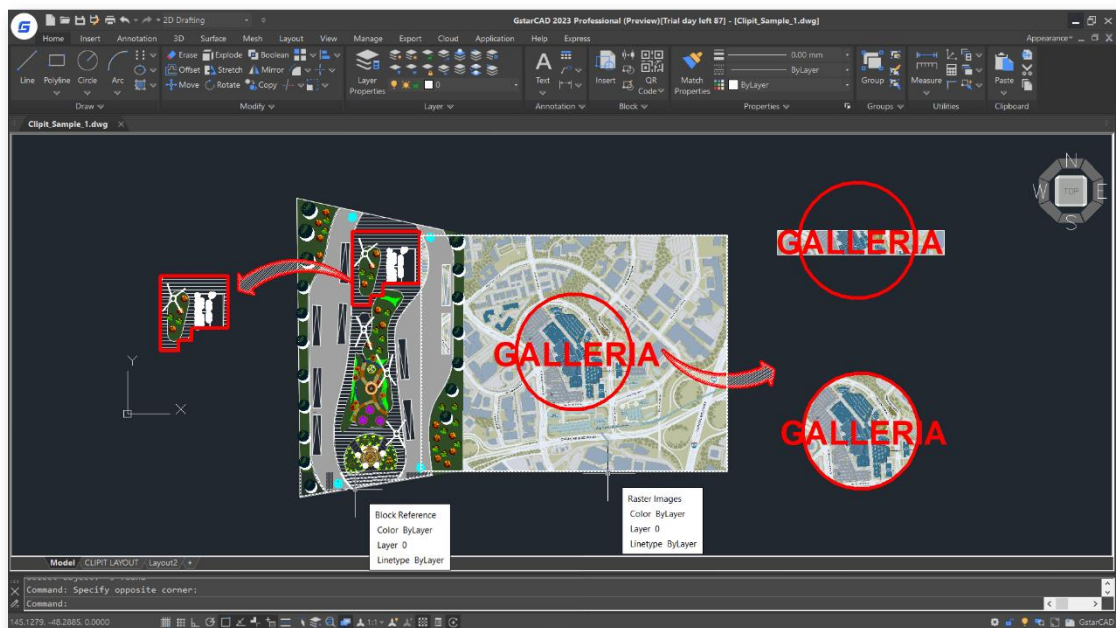 2D Drafting
GstarCAD 2023 Professional (Preview)[Trial day left 87] - [Clipit_Sample_1.dwg]
Home Insert Annotation 3D Surface Mesh Layout View Manage Export Cloud Application Help Express
Appearance
Line Polyline Circle Arc
Erase Explode Boolean
Offset Stretch Mirror
Move Rotate Copy
Layer Properties
0
Text
Insert
QR Code
Match Properties
0.00 mm
ByLayer
ByLayer
Group
Measure
Paste
Draw Modify Layer Annotation Block Properties Groups Utilities Clipboard
Clipit_Sample_1.dwg
N
W TOP E
S
GALLERIA
GALLERIA
GALLERIA
Y
X
Block Reference
Color ByLayer
Layer 0
Linetype ByLayer
Raster Images
Color ByLayer
Layer 0
Linetype ByLayer
Model CLIPIT LAYOUT Layout2 +
Command: Specify opposite corner:
Command:
145.1279, -48.2885, 0.0000
1:1
GstarCAD